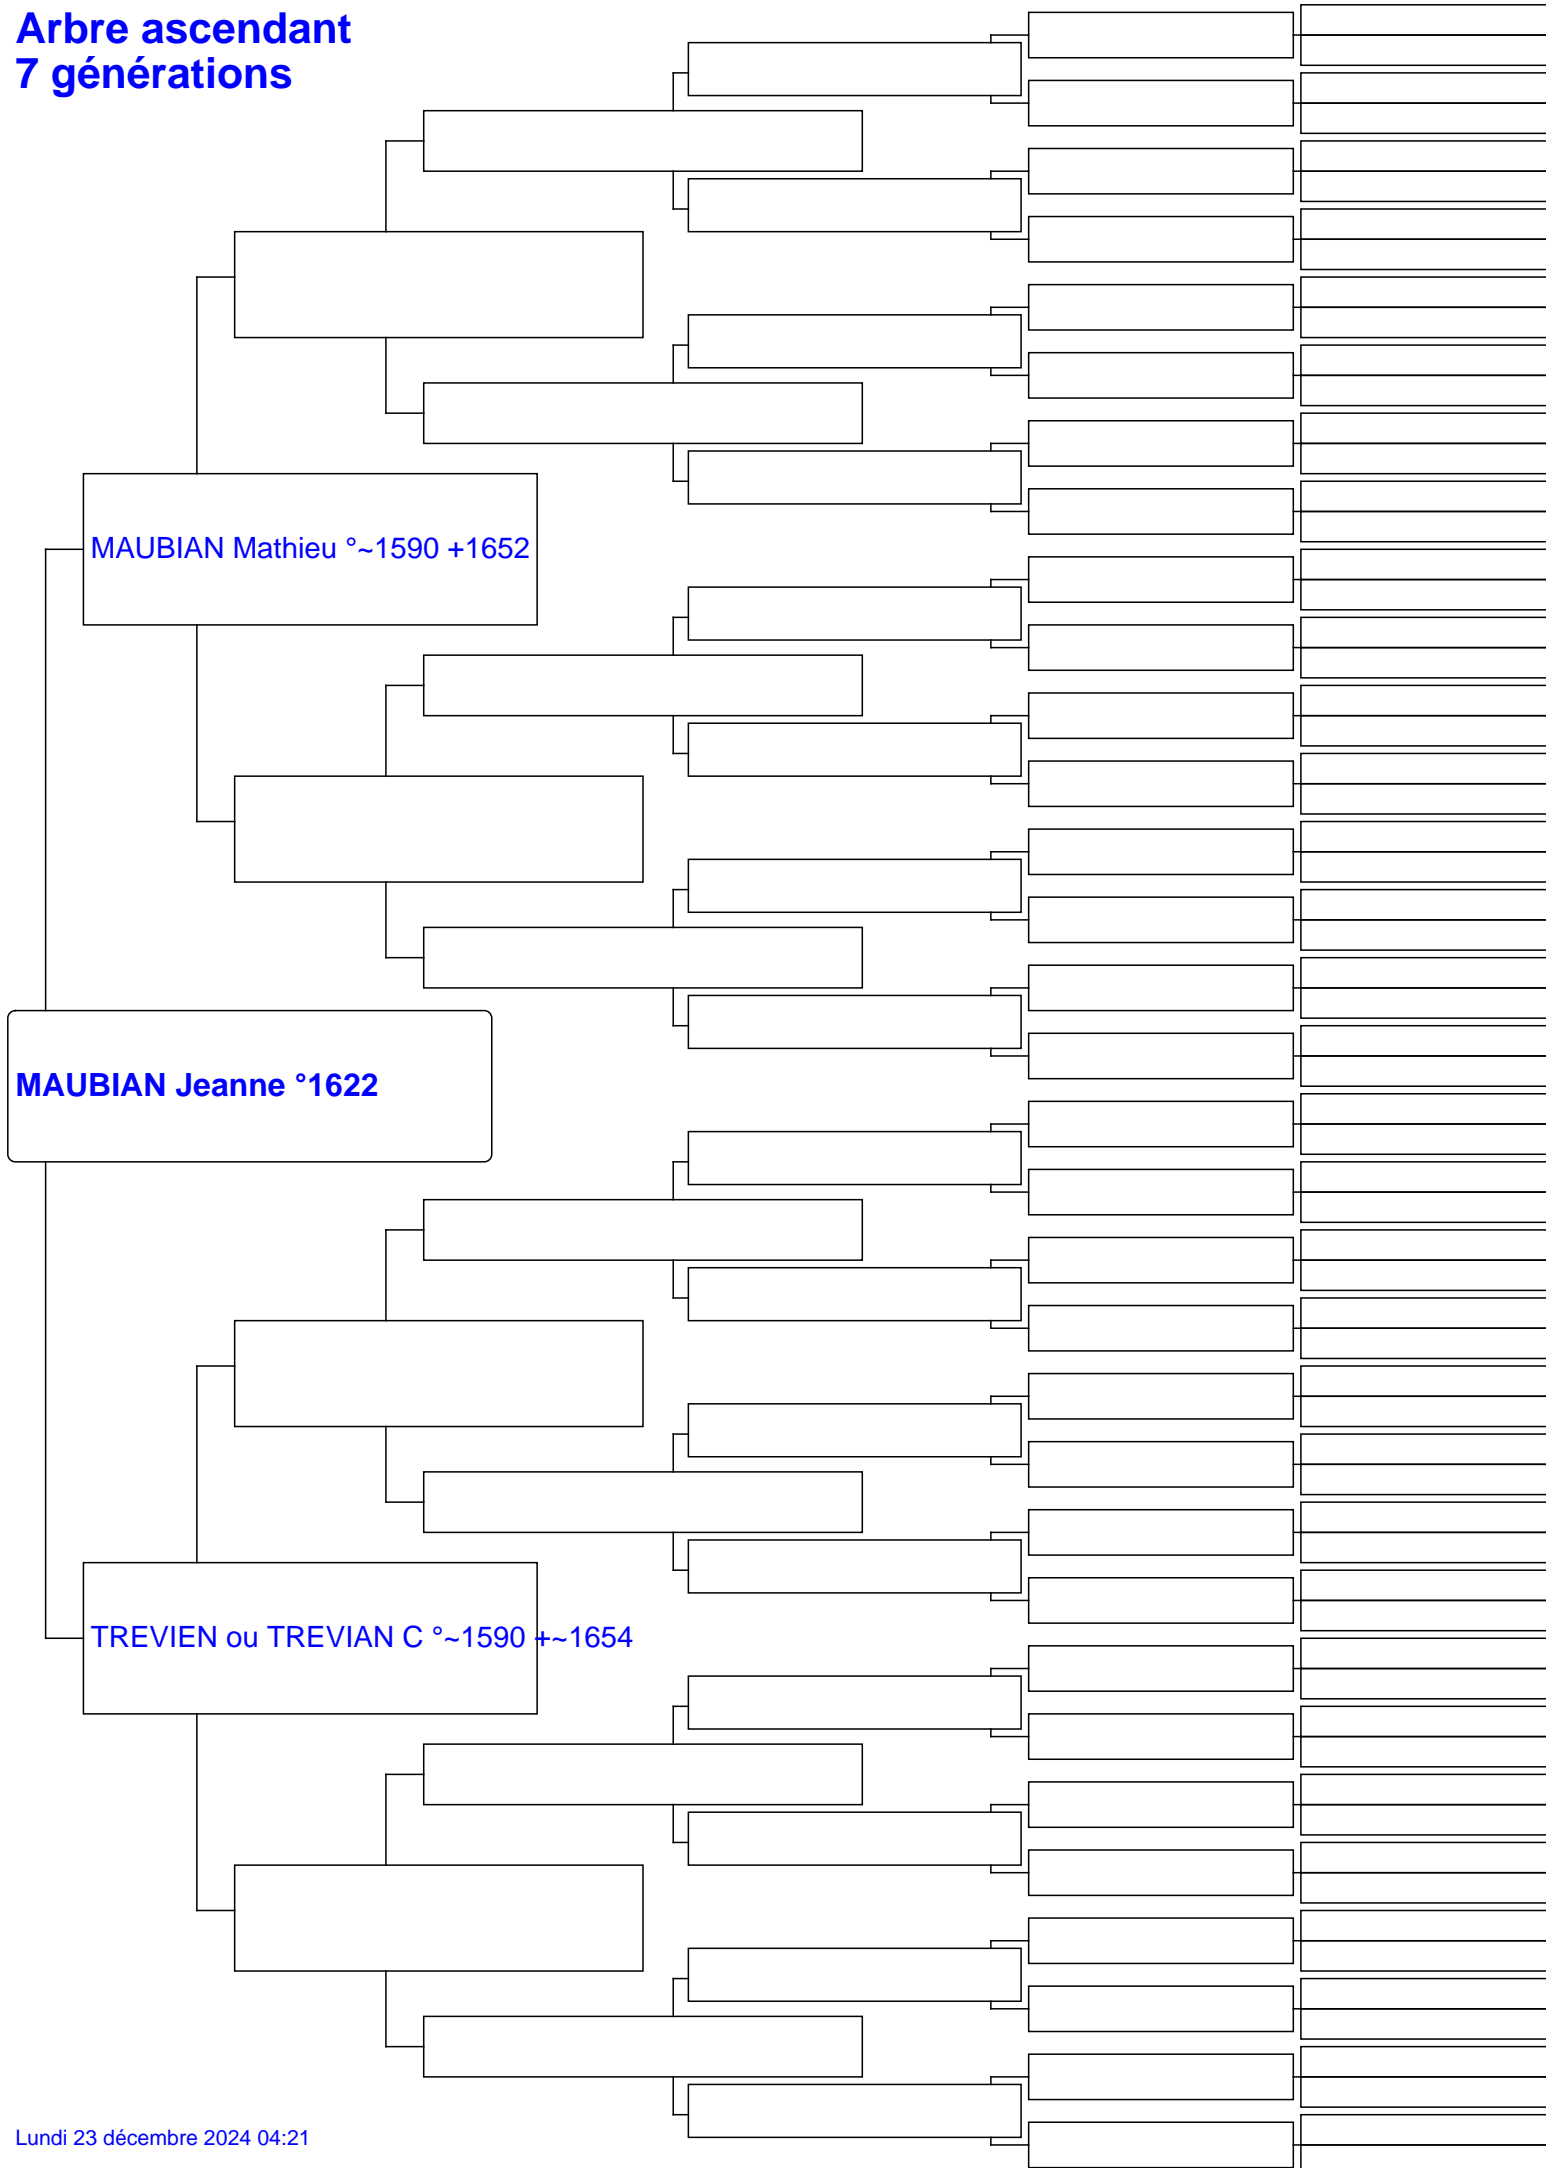 Arbre ascendant
7 générations
MAUBIAN Mathieu °~1590 +1652
MAUBIAN Jeanne °1622
TREVIEN ou TREVIAN C °~1590 +~1654
Lundi 23 décembre 2024 04:21